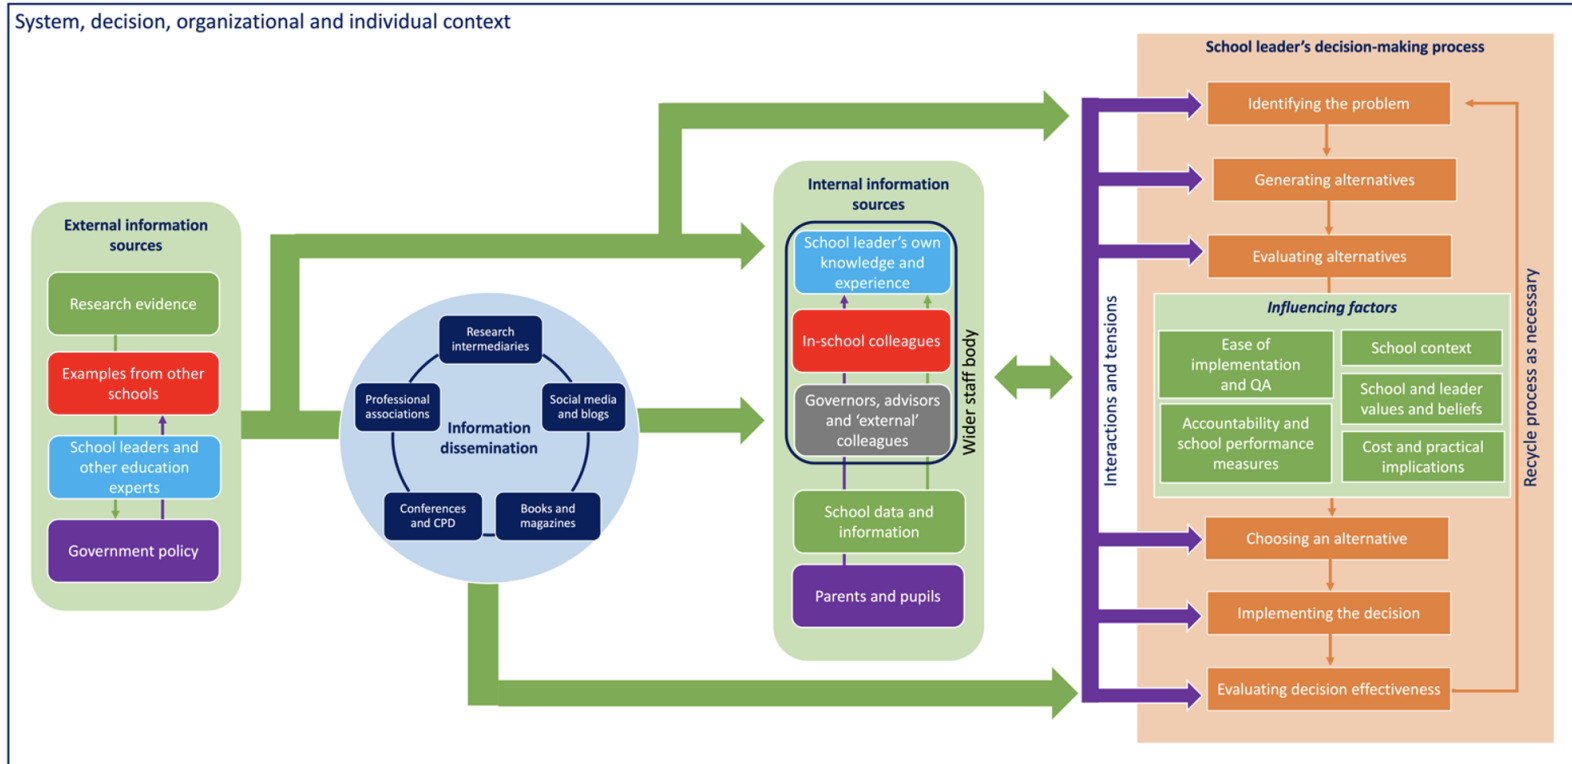 System, decision, organizational and individual context
External information
sources
Research evidence
Examples from other
schools
School leaders and
other education
experts
Government policy
Research
intermediaries
Professional
associations
Social media
and blogs
Information
dissemination
Conferences
and CPD
Books and
magazines
Internal information
sources
School leader’s own
knowledge and
experience
In-school colleagues
Governors, advisors
and ‘external’
colleagues
Wider staff body
School data and
information
Parents and pupils
Interactions and tensions
School leader’s decision-making process
Identifying the problem
Generating alternatives
Evaluating alternatives
Influencing factors
Ease of
implementation
and QA
School context
School and leader
values and beliefs
Accountability and
school performance
measures
Cost and practical
implications
Choosing an alternative
Implementing the decision
Evaluating decision effectiveness
Recycle process as necessary